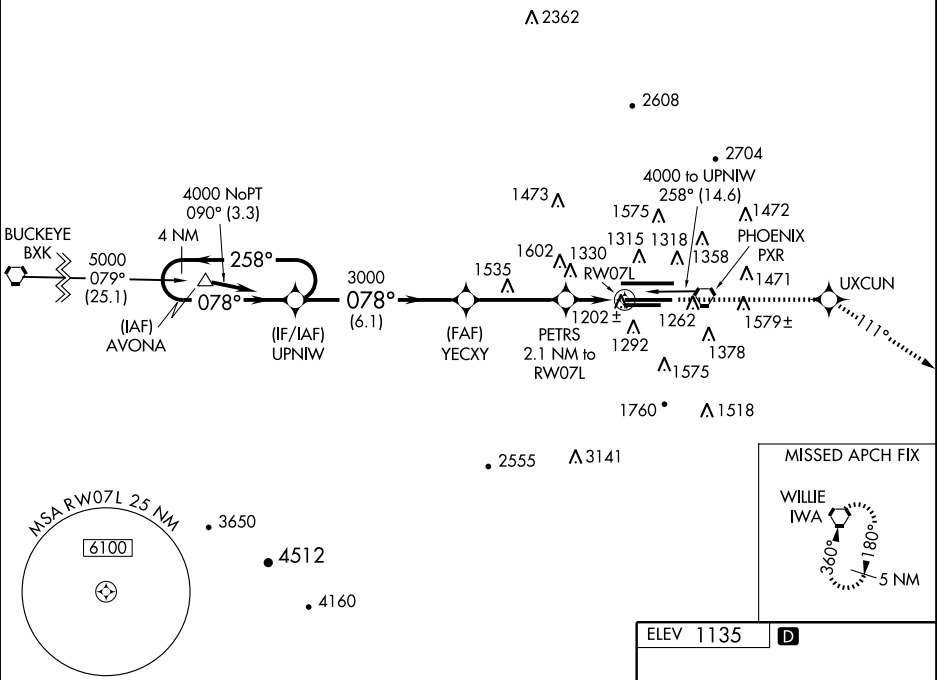 2362
2608
2704
4000 NoPT
090° (3.3)
4000 to UPNIW
258° (14.6)
1473
1575
1472
BUCKEYE
BXK
4 NM
258°
1602
1330
1315
1318
1358
PHOENIX
PXR
5000
079°
(25.1)
3000
078°
(6.1)
1535
RW07L
1471
UXCUN
078°
(IAF)
AVONA
(IF/IAF)
UPNIW
(FAF)
YECXY
PETRS
2.1 NM to
RW07L
1202 ±
1262
1579±
111°
1292
1378
1575
1760
1518
2555
3141
MISSED APCH FIX
WILLIE
IWA
360°
180°
5 NM
MSA RW07L 25 NM
6100
3650
4512
4160
ELEV 1135
D